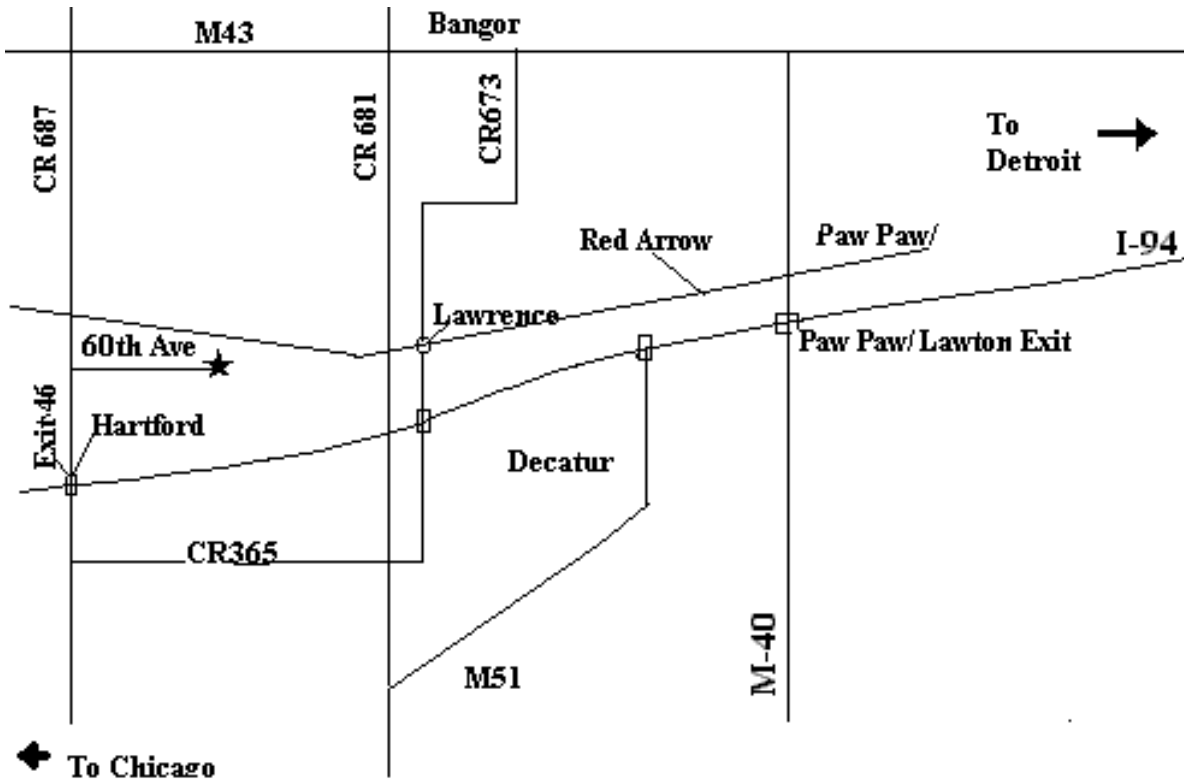 Bangor
M43
CR 687
CR 681
CR673
To
Detroit
Red Arrow
Paw Paw/
I-94
Lawrence
60th Ave
Paw Paw/ Lawton Exit
Exit 46
Hartford
Decatur
CR365
M-40
M51
To Chicago